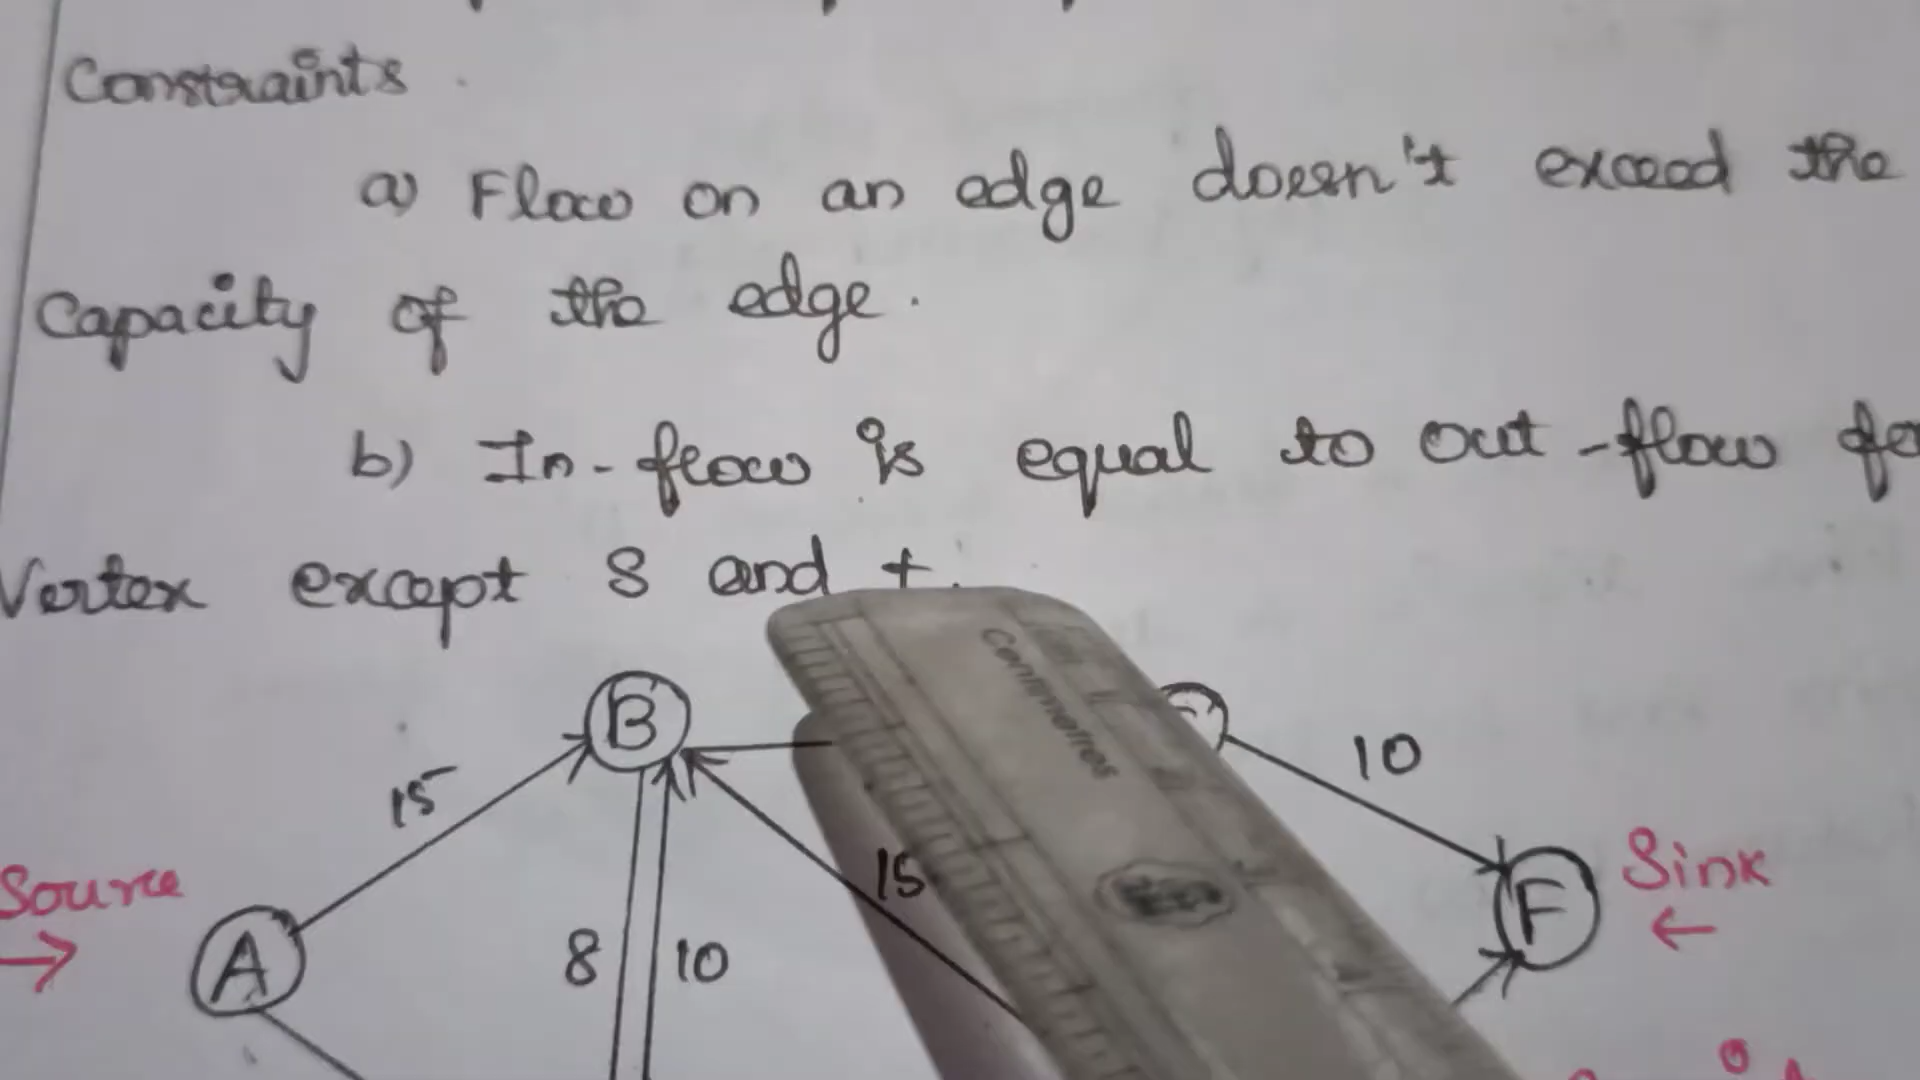 Constraints.
a) Flow on an edge doesn't exceed the
Capacity of the edge.
b) In-flow is equal to out-flow
Vertex except S and t.
Centimetres
B
10
15
15
Source
Sink
A
8
10
F